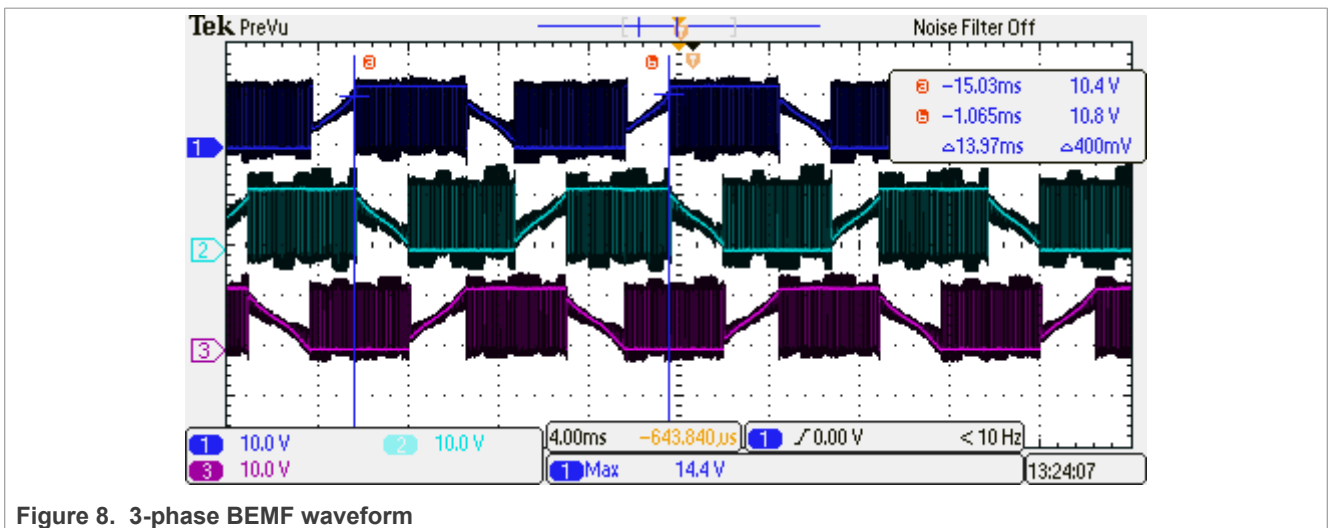 Tek PreVu
Noise Filter Off
a −15.03ms 10.4 V
b −1.065ms 10.8 V
△13.97ms △400mV
a
b
T
T
1
2
3
1 10.0 V
2 10.0 V
3 10.0 V
4.00ms −643.840µs
1 ⁄ 0.00 V < 10 Hz
1 Max 14.4 V
13:24:07
Figure 8. 3-phase BEMF waveform